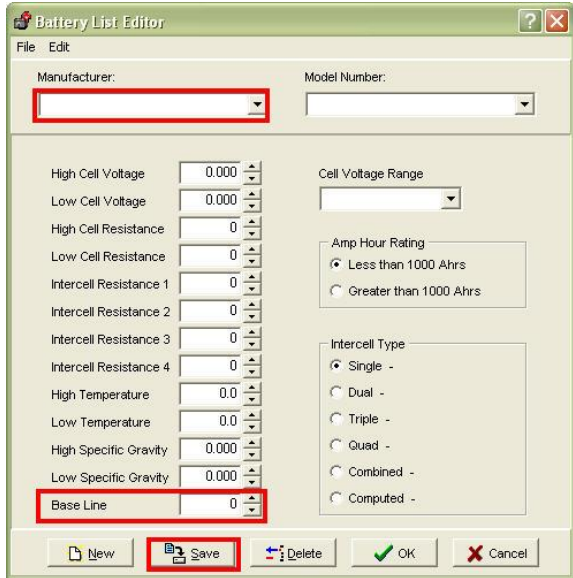 Battery List Editor
File Edit
Manufacturer: Model Number:
High Cell Voltage 0.000
Low Cell Voltage 0.000
High Cell Resistance 0
Low Cell Resistance 0
Intercell Resistance 1 0
Intercell Resistance 2 0
Intercell Resistance 3 0
Intercell Resistance 4 0
High Temperature 0.0
Low Temperature 0.0
High Specific Gravity 0.000
Low Specific Gravity 0.000
Base Line 0
Cell Voltage Range
Amp Hour Rating
Less than 1000 Ahrs
Greater than 1000 Ahrs
Intercell Type
Single -
Dual -
Triple -
Quad -
Combined -
Computed -
New Save Delete OK Cancel